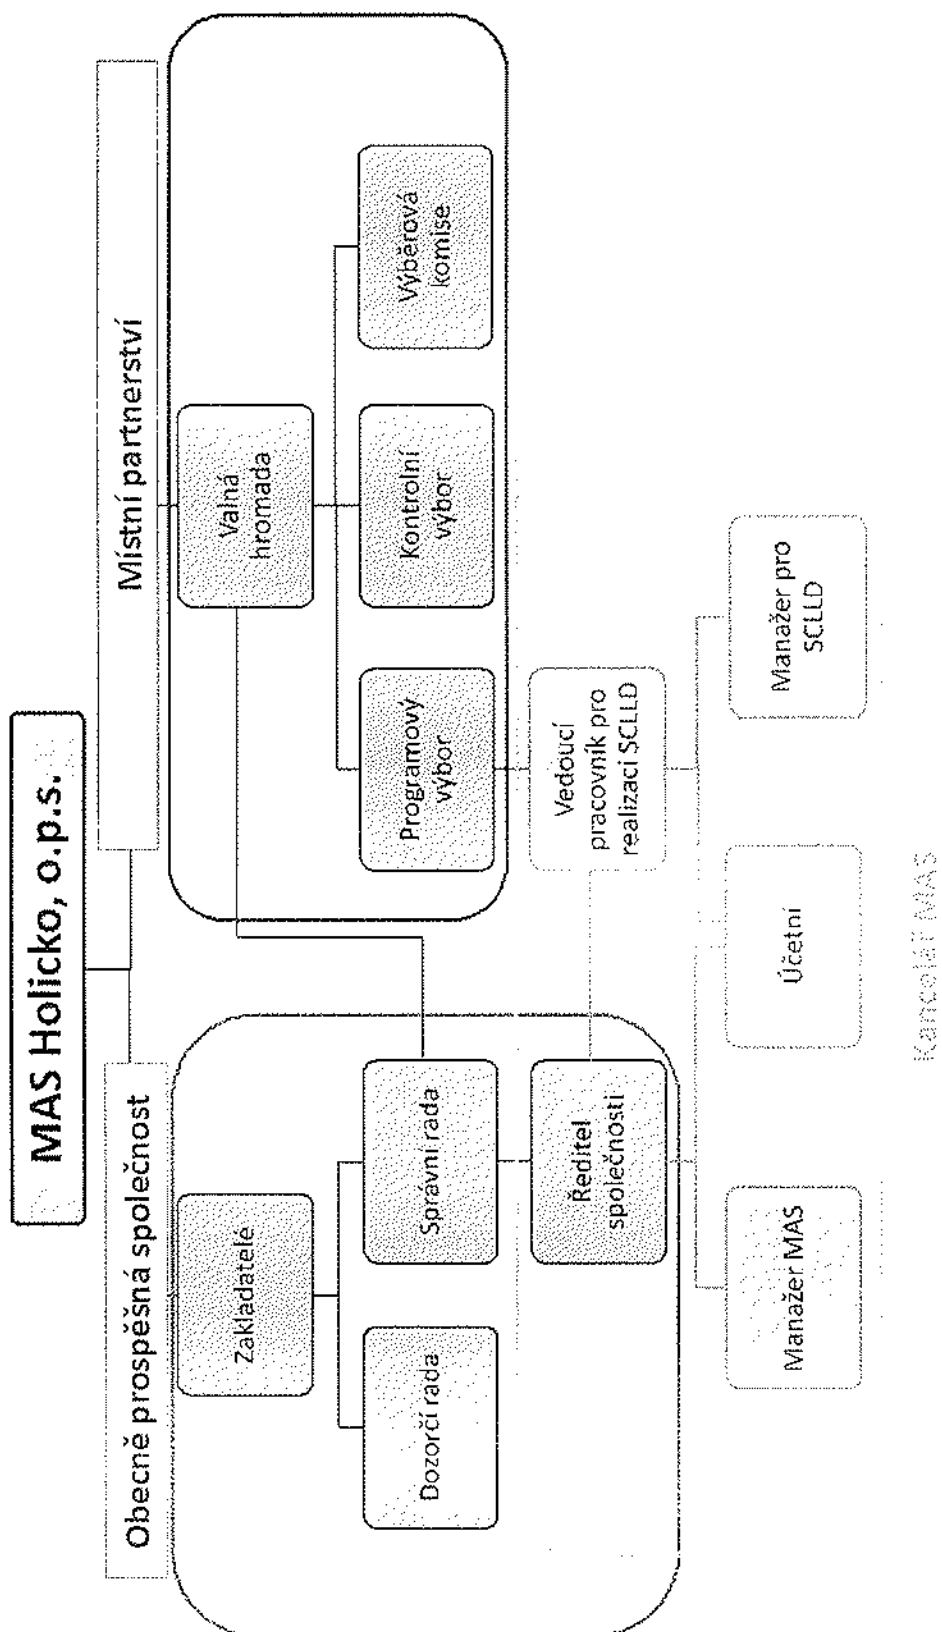 MAS Holicko, o.p.s.
Obecně prospěšná společnost
Místní partnerství
Zakladatelé
Valná
hromada
Dozorčí rada
Správní rada
Programový
výbor
Kontrolní
výbor
Výběrová
komise
Ředitel
společnosti
Vedoucí
pracovník pro
realizaci SCLLD
Manažer MAS
Účetní
Manažer pro
SCLLD
Kancelář MAS